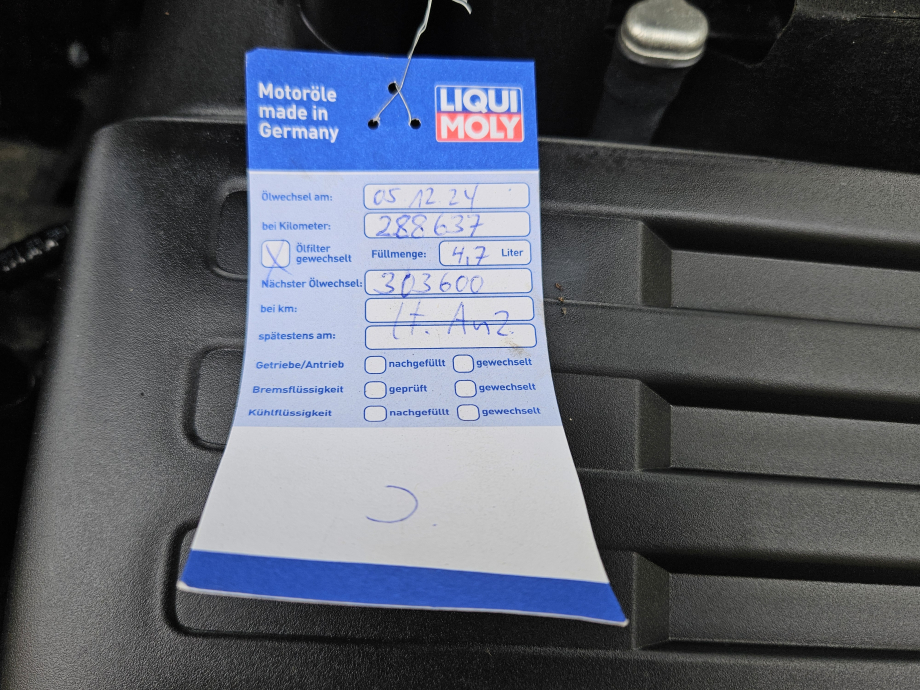 Motoröle
made in
Germany
LIQUI
MOLY
Ölwechsel am: 05 12 24
bei Kilometer: 288637
X Ölfilter gewechselt Füllmenge: 4,7 Liter
Nächster Ölwechsel: 303600
bei km: lt. Anz.
spätestens am:
Getriebe/Antrieb nachgefüllt gewechselt
Bremsflüssigkeit geprüft gewechselt
Kühlflüssigkeit nachgefüllt gewechselt